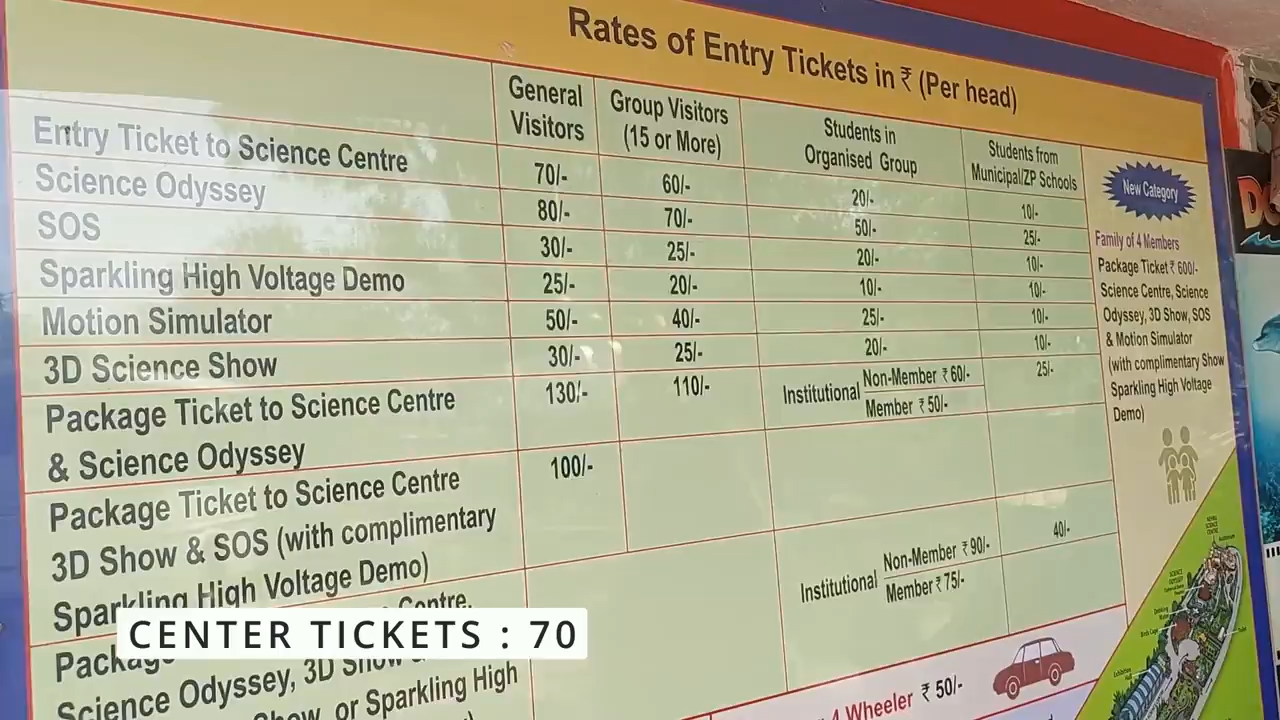 Rates of Entry Tickets in ₹ (Per head)
General Visitors
Group Visitors (15 or More)
Students in Organised Group
Students from Municipal/ZP Schools
Entry Ticket to Science Centre 70/- 60/- 20/- 10/-
Science Odyssey 80/- 70/- 50/- 25/-
SOS 30/- 25/- 20/- 10/-
Sparkling High Voltage Demo 25/- 20/- 10/- 10/-
Motion Simulator 50/- 40/- 25/- 10/-
3D Science Show 30/- 25/- 20/- 10/-
Package Ticket to Science Centre 130/- 110/- Institutional Non-Member ₹ 60/- 25/-
& Science Odyssey Member ₹ 50/-
Package Ticket to Science Centre 100/-
3D Show & SOS (with complimentary
Sparkling High Voltage Demo)
Centre,
Science Odyssey, 3D Show
Show, or Sparkling High
Institutional Non-Member ₹ 90/- 40/-
Member ₹ 75/-
New Category
Family of 4 Members
Package Ticket ₹ 600/-
Science Centre, Science
Odyssey, 3D Show, SOS
& Motion Simulator
(with complimentary Show
Sparkling High Voltage
Demo)
4 Wheeler ₹ 50/-
CENTER TICKETS : 70